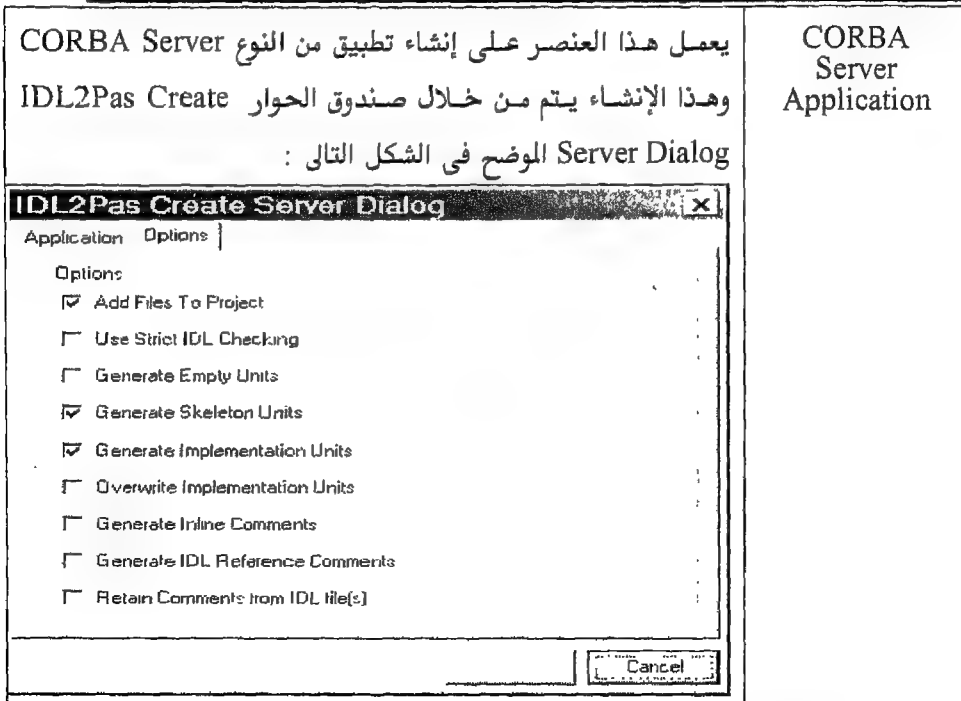 CORBA
Server
Application
يعمل هذا العنصر على إنشاء تطبيق من النوع CORBA Server
وهذا الإنشاء يتم من خلال صندوق الحوار IDL2Pas Create
Server Dialog الموضح فى الشكل التالى :
IDL2Pas Create Server Dialog
Application Options
Options
Add Files To Project
Use Strict IDL Checking
Generate Empty Units
Generate Skeleton Units
Generate Implementation Units
Overwrite Implementation Units
Generate Inline Comments
Generate IDL Reference Comments
Retain Comments from IDL file(s)
Cancel